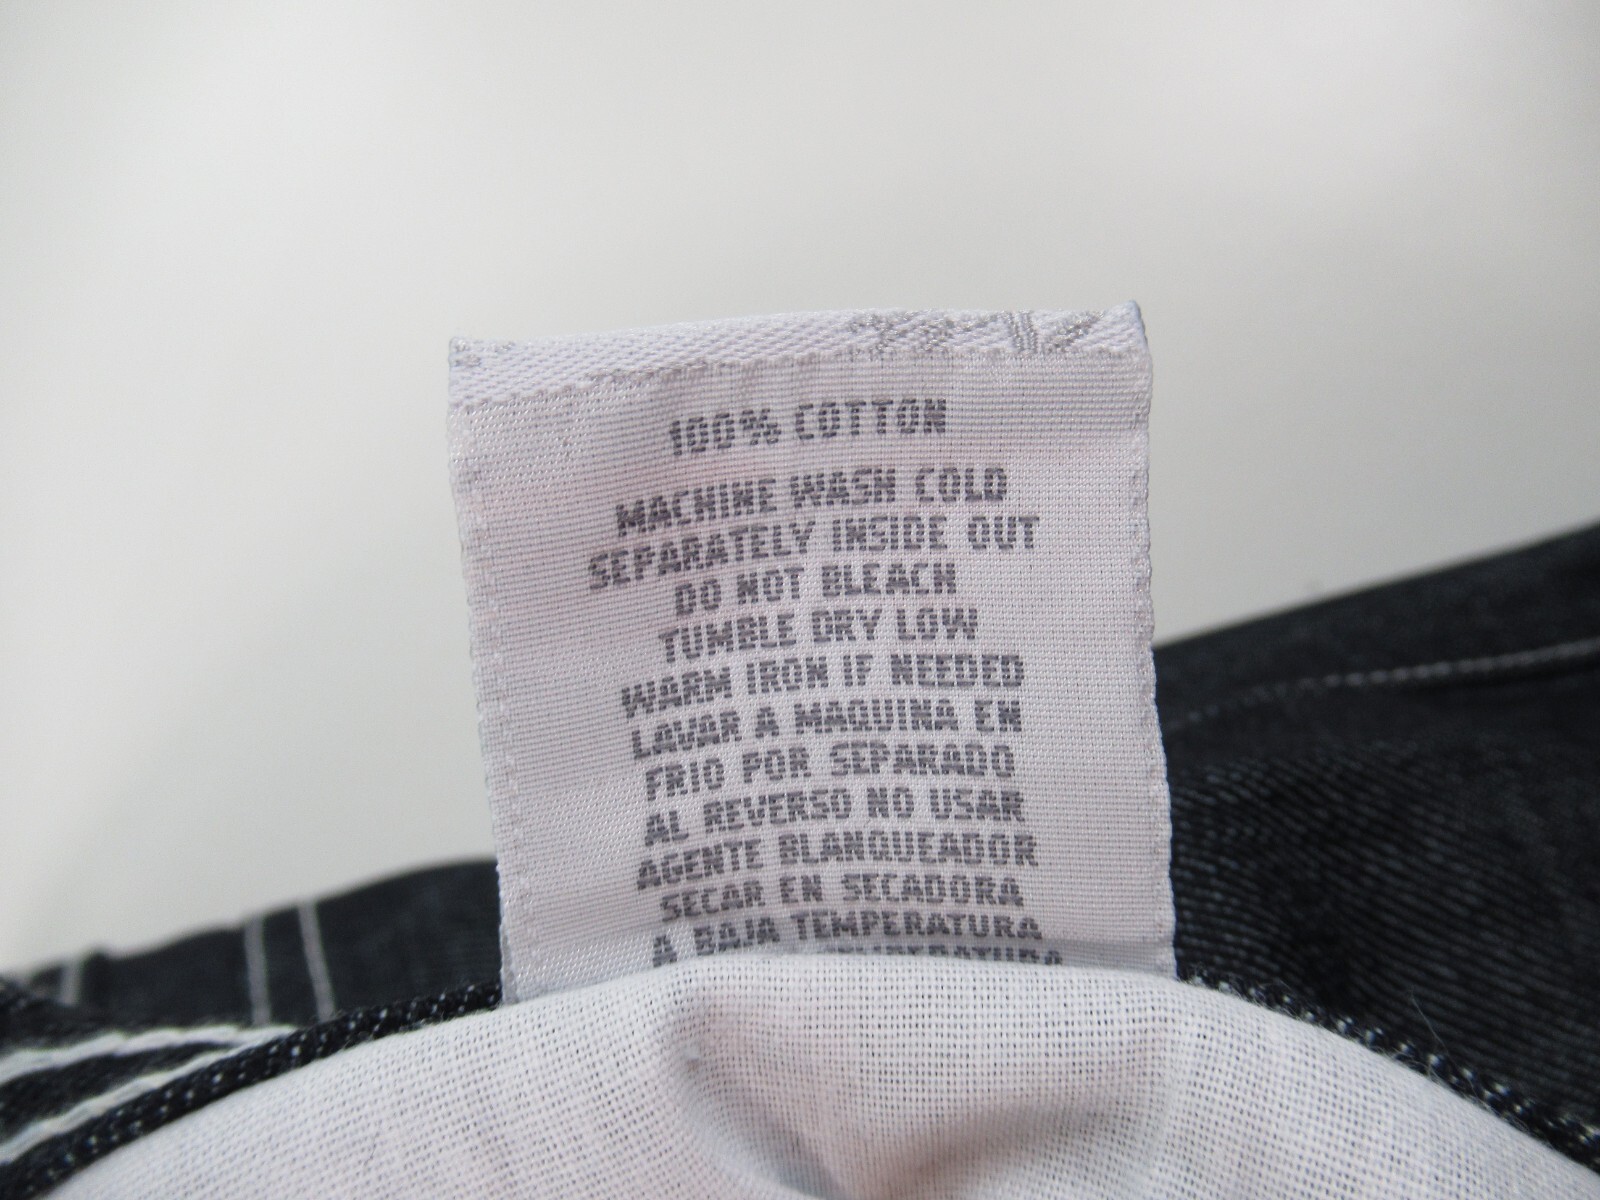 100% COTTON
MACHINE WASH COLD
SEPARATELY INSIDE OUT
DO NOT BLEACH
TUMBLE DRY LOW
WARM IRON IF NEEDED
LAVAR A MAQUINA EN
FRIO POR SEPARADO
AL REVERSO NO USAR
AGENTE BLANQUEADOR
SECAR EN SECADORA
A BAJA TEMPERATURA
TEMPERATURA